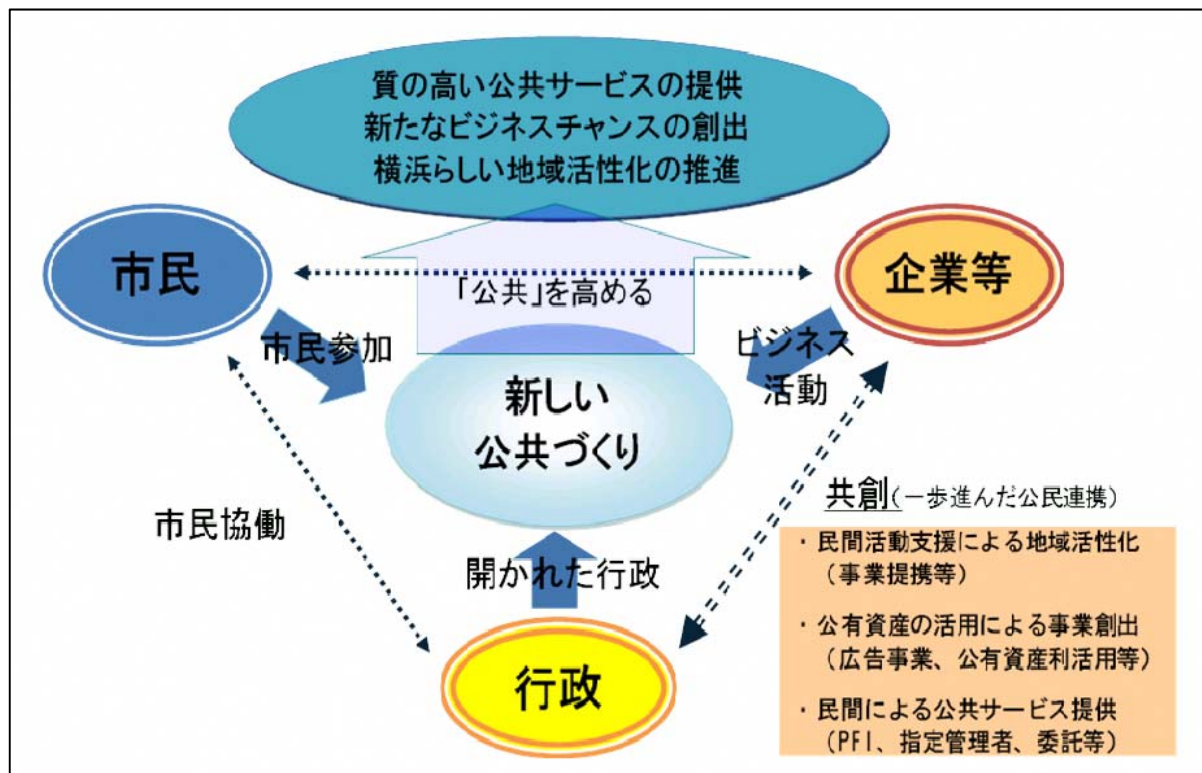 質の高い公共サービスの提供
新たなビジネスチャンスの創出
横浜らしい地域活性化の推進
市民
企業等
「公共」を高める
市民参加
ビジネス
活動
新しい
公共づくり
市民協働
開かれた行政
行政
共創(一歩進んだ公民連携)
・ 民間活動支援による地域活性化
(事業提携等)
・ 公有資産の活用による事業創出
(広告事業、公有資産利活用等)
・ 民間による公共サービス提供
(PFI、指定管理者、委託等)